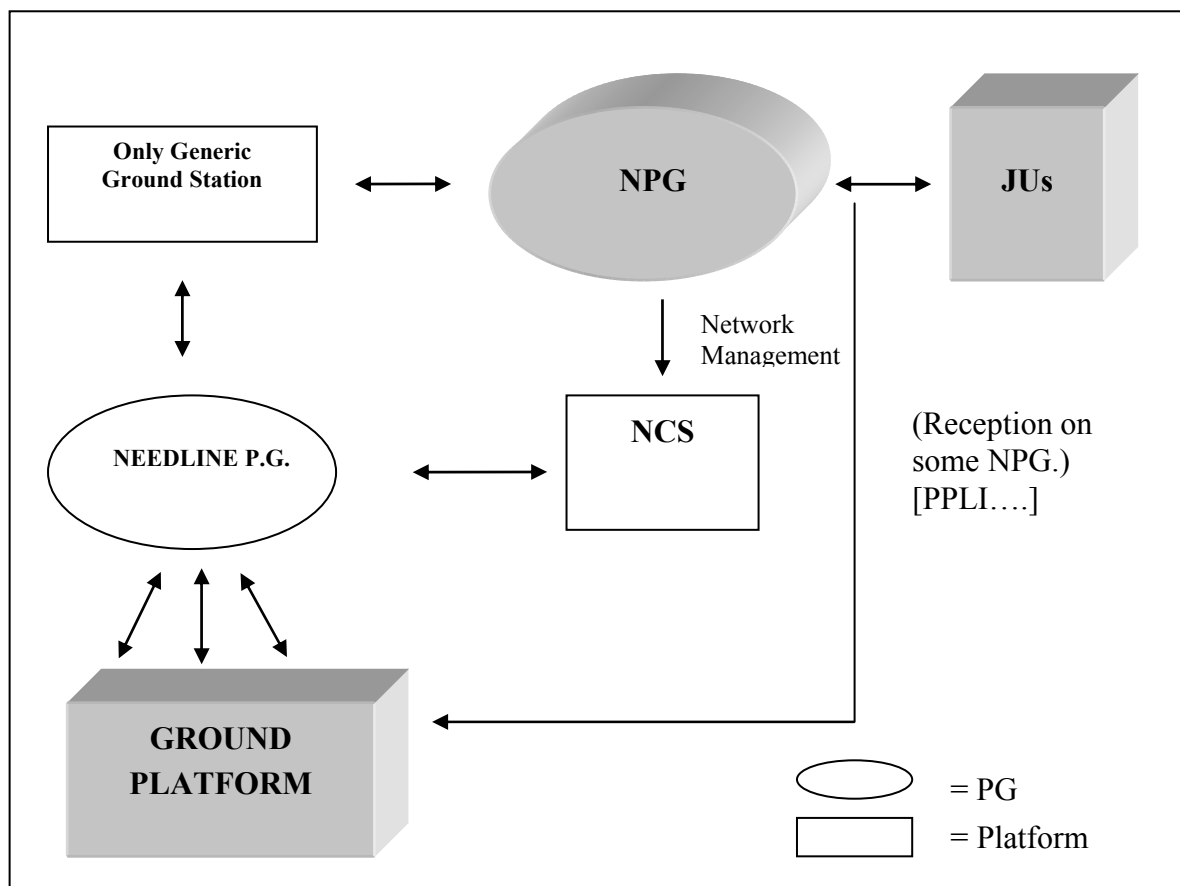 Only Generic
Ground Station
NPG
JUs
Network
Management
NEEDLINE P.G.
NCS
(Reception on
some NPG.)
[PPLI….]
GROUND
PLATFORM
= PG
= Platform